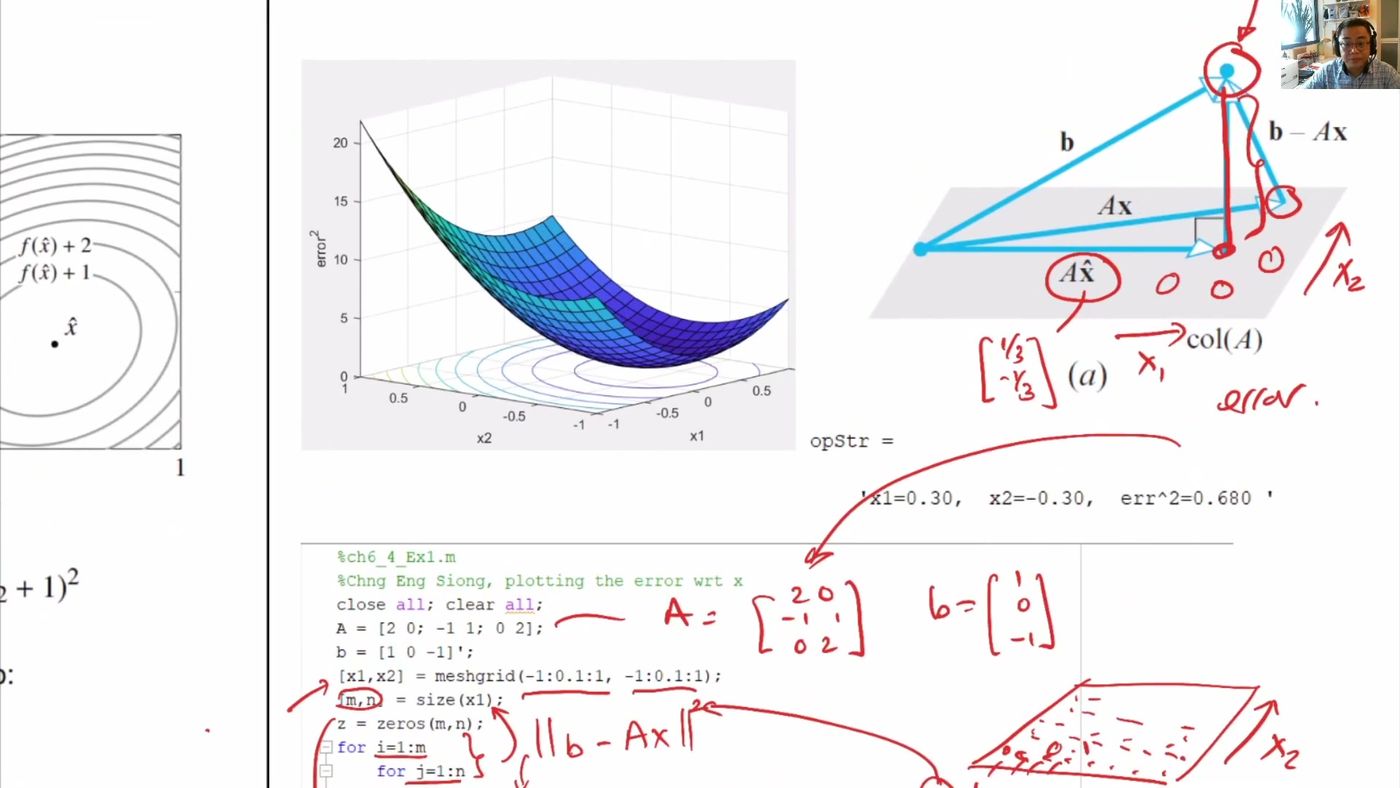 f(x̂) + 2
f(x̂) + 1
x̂
1
+ 1)²
error²
20
15
10
5
0
1
0.5
0
-0.5
-1
x2
-1
-0.5
0
0.5
x1
b
b – Ax
Ax
Ax̂
x₂
[1/3
-1/3]
(a)
x₁
col(A)
error.
opStr =
'x1=0.30, x2=-0.30, err^2=0.680 '
%ch6_4_Ex1.m
%Chng Eng Siong, plotting the error wrt x
close all; clear all;
A = [2 0; -1 1; 0 2];
b = [1 0 -1]';
[x1,x2] = meshgrid(-1:0.1:1, -1:0.1:1);
[m,n] = size(x1);
z = zeros(m,n);
for i=1:m
for j=1:n
A = [2 0
-1 1
0 2]
b = [1
0
-1]
||b - Ax||²
x₂